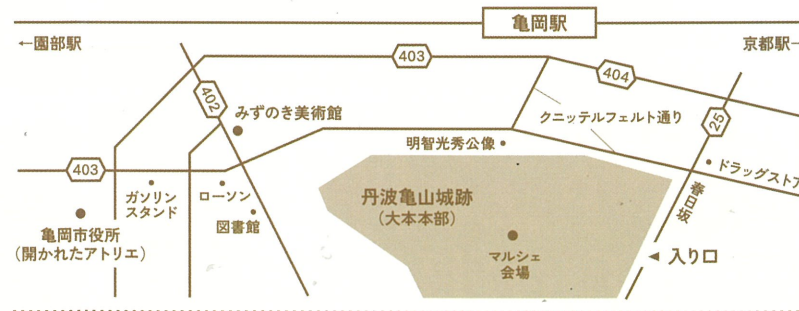 亀岡駅
←園部駅
京都駅
403
404
402
みずのき美術館
クニッテルフェルト通り
25
明智光秀公像
403
ドラッグストア
ガソリン
スタンド
ローソン
丹波亀山城跡
（大本本部）
春日坂
図書館
亀岡市役所
（開かれたアトリエ）
マルシェ
会場
入り口